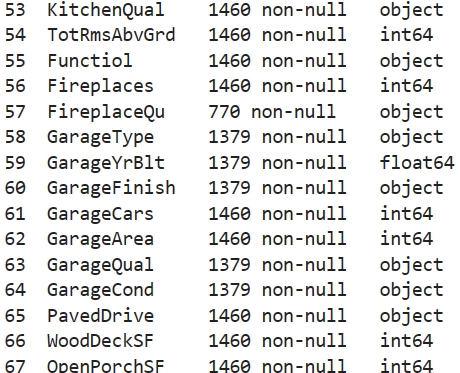 53 KitchenQual 1460 non-null object
54 TotRmsAbvGrd 1460 non-null int64
55 Functiol 1460 non-null object
56 Fireplaces 1460 non-null int64
57 FireplaceQu 770 non-null object
58 GarageType 1379 non-null object
59 GarageYrBlt 1379 non-null float64
60 GarageFinish 1379 non-null object
61 GarageCars 1460 non-null int64
62 GarageArea 1460 non-null int64
63 GarageQual 1379 non-null object
64 GarageCond 1379 non-null object
65 PavedDrive 1460 non-null object
66 WoodDeckSF 1460 non-null int64
67 OpenPorchSF 1460 non-null int64